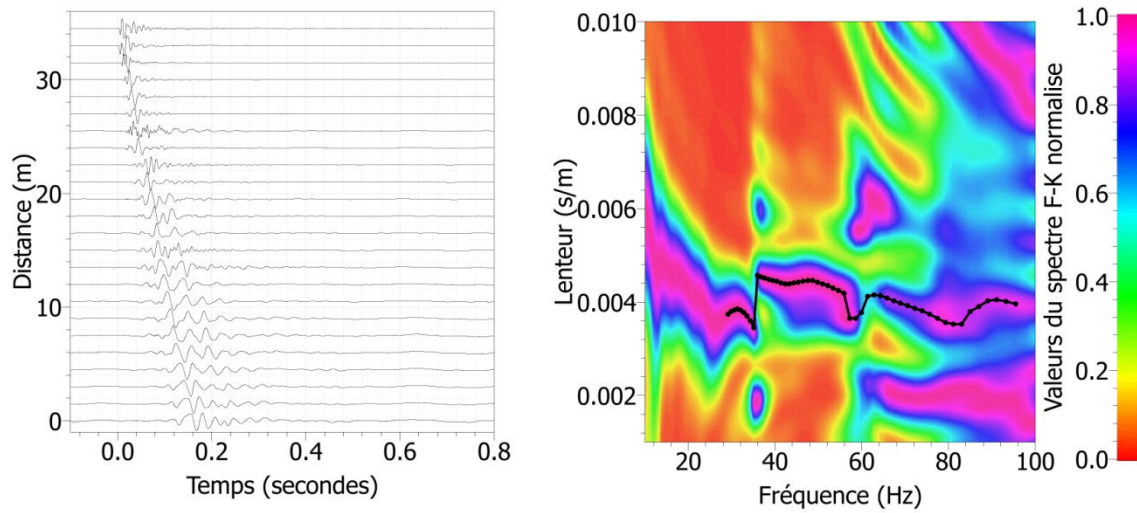 30
20
10
0
Distance (m)
0.0 0.2 0.4 0.6 0.8
Temps (secondes)
0.010
0.008
0.006
0.004
0.002
Lenteur (s/m)
20 40 60 80 100
Fréquence (Hz)
1.0
0.8
0.6
0.4
0.2
0.0
Valeurs du spectre F-K normalise